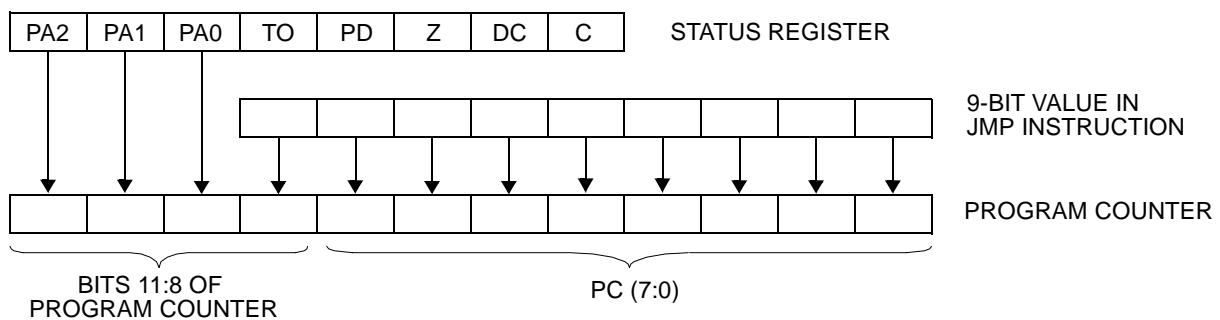 PA2 PA1 PA0 TO PD Z DC C STATUS REGISTER
9-BIT VALUE IN
JMP INSTRUCTION
PROGRAM COUNTER
BITS 11:8 OF
PROGRAM COUNTER
PC (7:0)